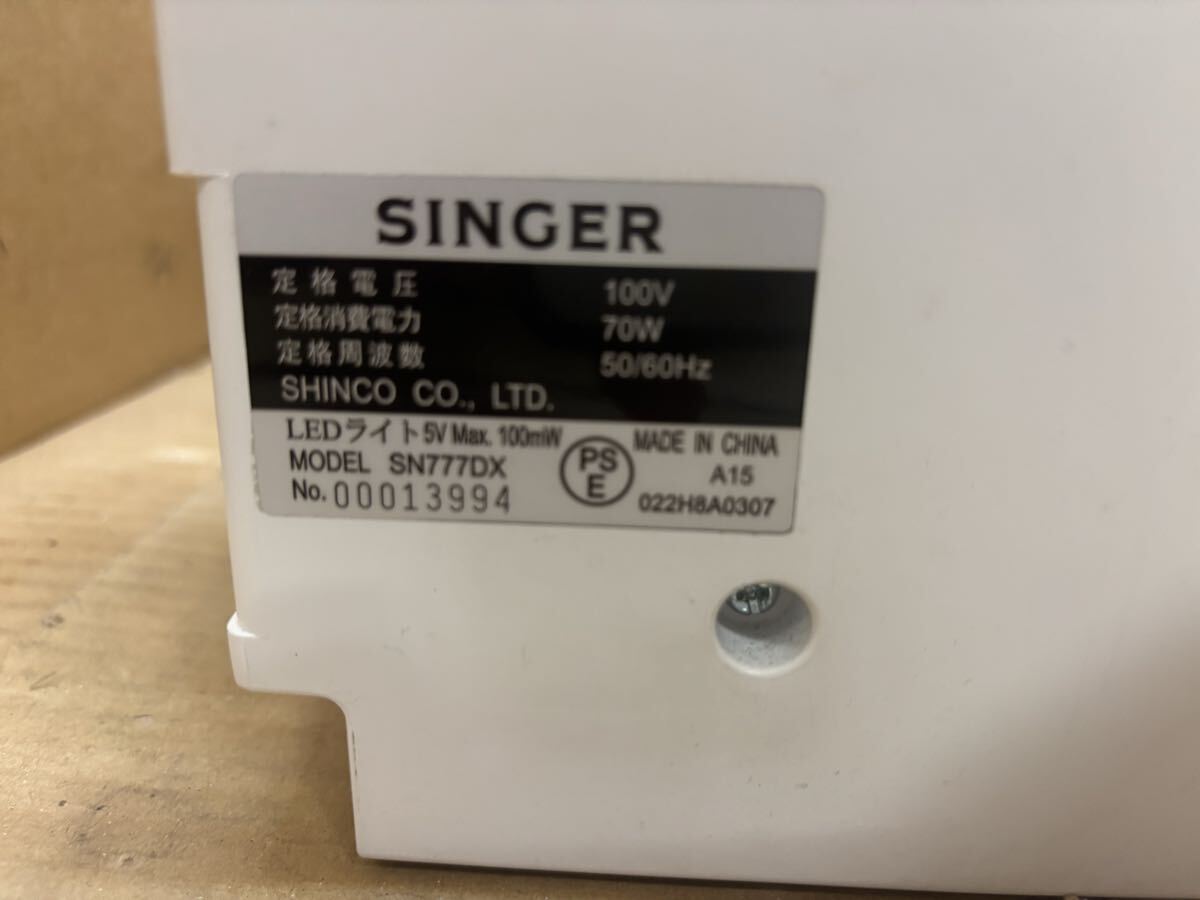 SINGER
定格電圧 100V
定格消費電力 70W
定格周波数 50/60Hz
SHINCO CO., LTD.
LEDライト 5V Max. 100mW
MADE IN CHINA
MODEL SN777DX
PS
E
A15
No. 00013994
022H8A0307